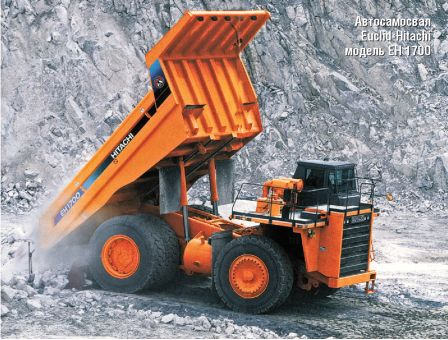 Автосамосвал
Euclid-Hitachi
модель EH 1700
HITACHI
EH1700